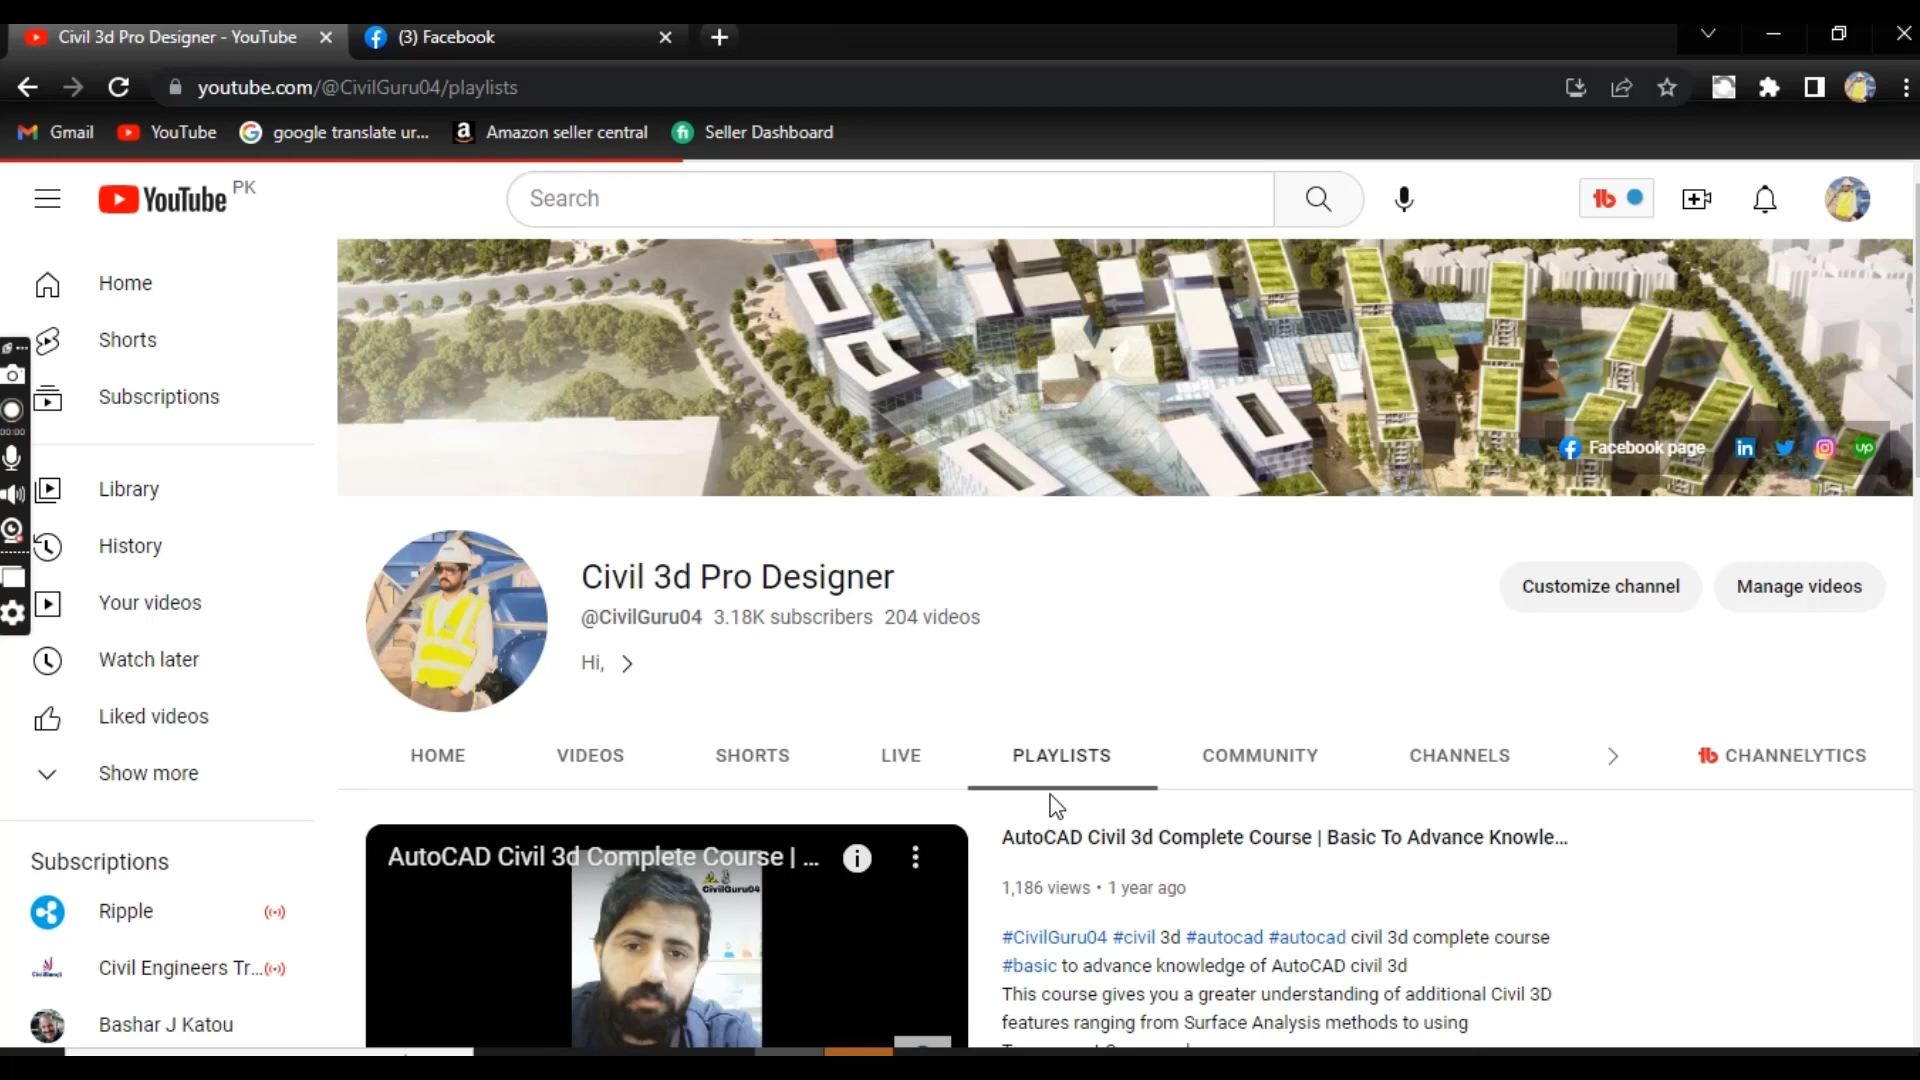 Civil 3d Pro Designer - YouTube
(3) Facebook
youtube.com/@CivilGuru04/playlists
Gmail
YouTube
google translate ur...
Amazon seller central
Seller Dashboard
YouTube PK
Search
Home
Shorts
Subscriptions
Library
History
Your videos
Watch later
Liked videos
Show more
Subscriptions
Ripple
Civil Engineers Tr...
Bashar J Katou
00:00
Facebook page
in
up
Civil 3d Pro Designer
@CivilGuru04 3.18K subscribers 204 videos
Hi,
Customize channel
Manage videos
HOME
VIDEOS
SHORTS
LIVE
PLAYLISTS
COMMUNITY
CHANNELS
CHANNELYTICS
AutoCAD Civil 3d Complete Course | ...
CivilGuru04
AutoCAD Civil 3d Complete Course | Basic To Advance Knowle...
1,186 views • 1 year ago
#CivilGuru04 #civil 3d #autocad #autocad civil 3d complete course
#basic to advance knowledge of AutoCAD civil 3d
This course gives you a greater understanding of additional Civil 3D
features ranging from Surface Analysis methods to using